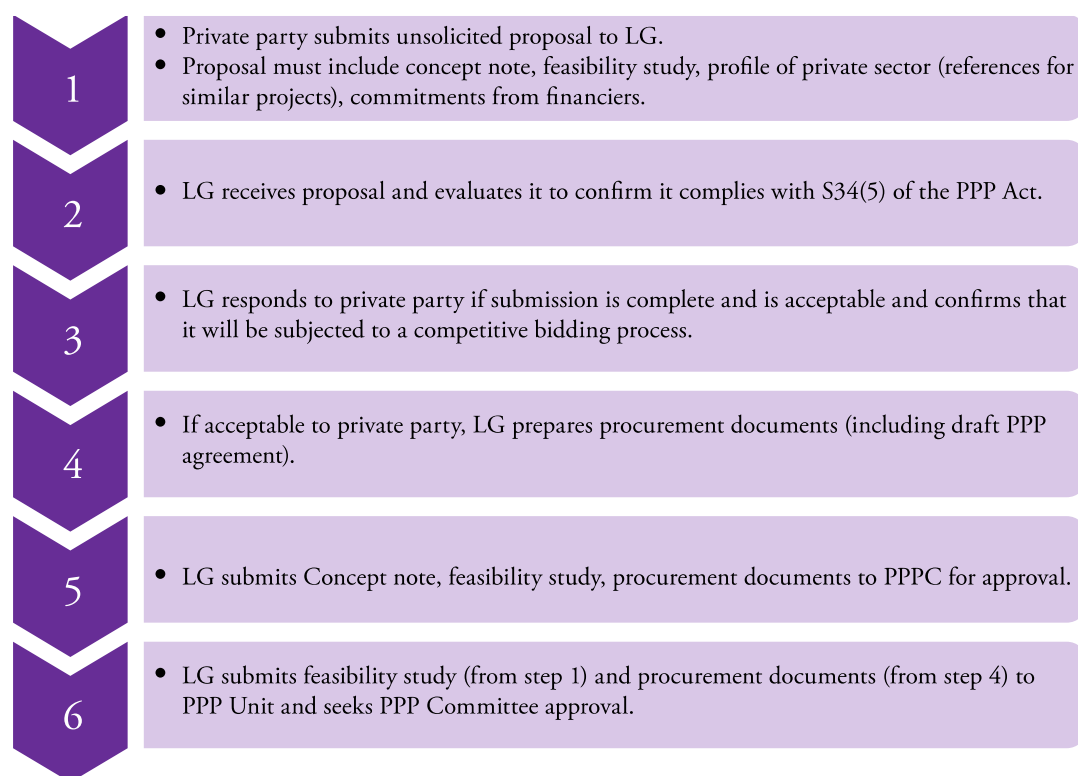 1
• Private party submits unsolicited proposal to LG.
• Proposal must include concept note, feasibility study, profile of private sector (references for
similar projects), commitments from financiers.
2
• LG receives proposal and evaluates it to confirm it complies with S34(5) of the PPP Act.
3
• LG responds to private party if submission is complete and is acceptable and confirms that
it will be subjected to a competitive bidding process.
4
• If acceptable to private party, LG prepares procurement documents (including draft PPP
agreement).
5
• LG submits Concept note, feasibility study, procurement documents to PPPC for approval.
6
• LG submits feasibility study (from step 1) and procurement documents (from step 4) to
PPP Unit and seeks PPP Committee approval.